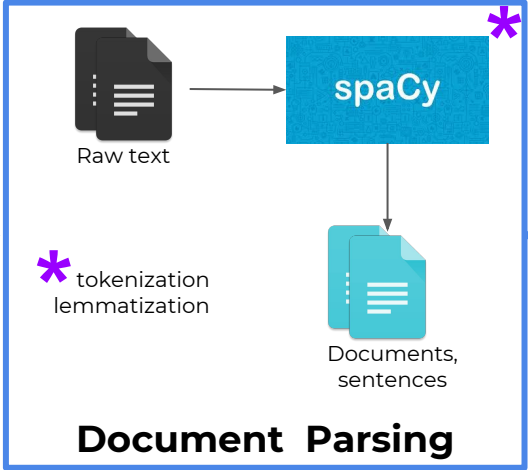 *
spaCy
Raw text
* tokenization
lemmatization
Documents,
sentences
Document Parsing